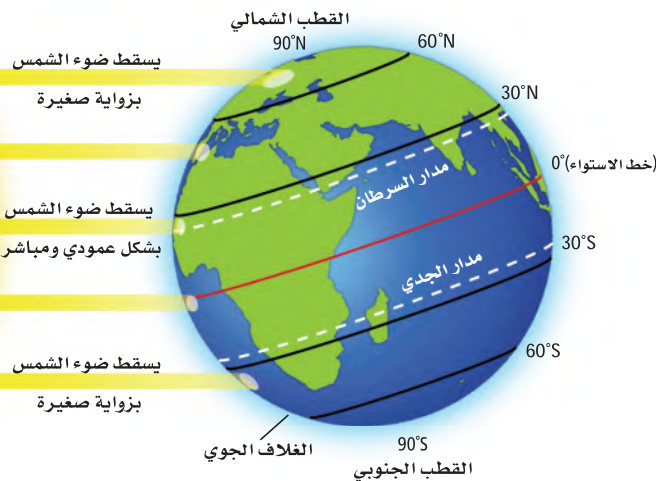 القطب الشمالي
90°N
60°N
يسقط ضوء الشمس
بزواية صغيرة
30°N
0°(خط الاستواء)
مدار السرطان
يسقط ضوء الشمس
بشكل عمودي ومباشر
30°S
مدار الجدي
60°S
يسقط ضوء الشمس
بزواية صغيرة
الغلاف الجوي
90°S
القطب الجنوبي